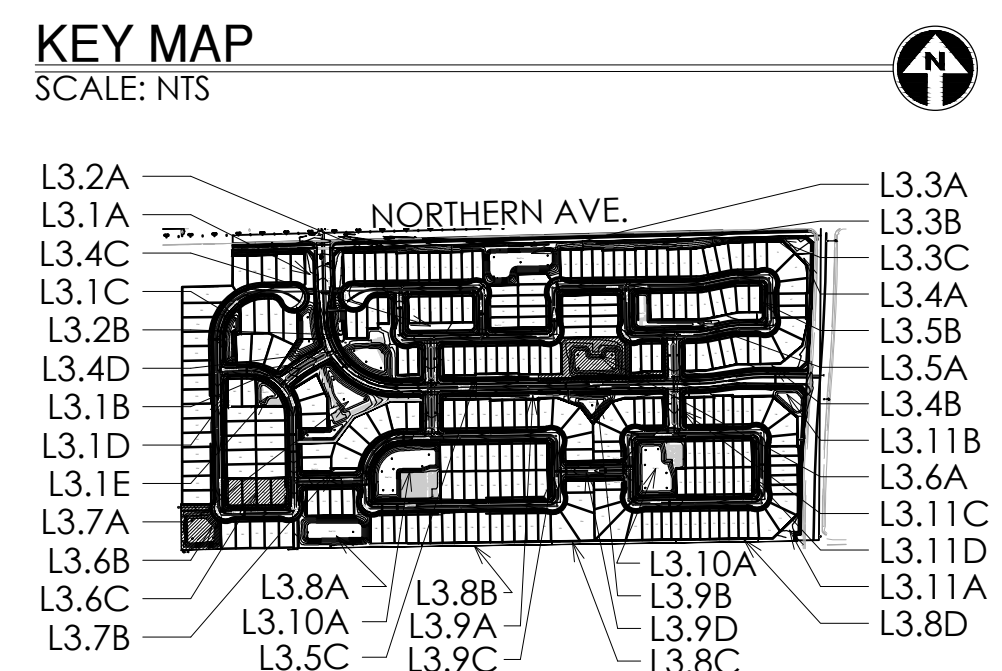 KEY MAP
SCALE: NTS
N
NORTHERN AVE.
L3.2A
L3.1A
L3.4C
L3.1C
L3.2B
L3.4D
L3.1B
L3.1D
L3.1E
L3.7A
L3.6B
L3.6C
L3.7B
L3.8A
L3.10A
L3.5C
L3.8B
L3.9A
L3.9C
L3.10A
L3.9B
L3.9D
L3.8C
L3.3A
L3.3B
L3.3C
L3.4A
L3.5B
L3.5A
L3.4B
L3.11B
L3.6A
L3.11C
L3.11D
L3.11A
L3.8D